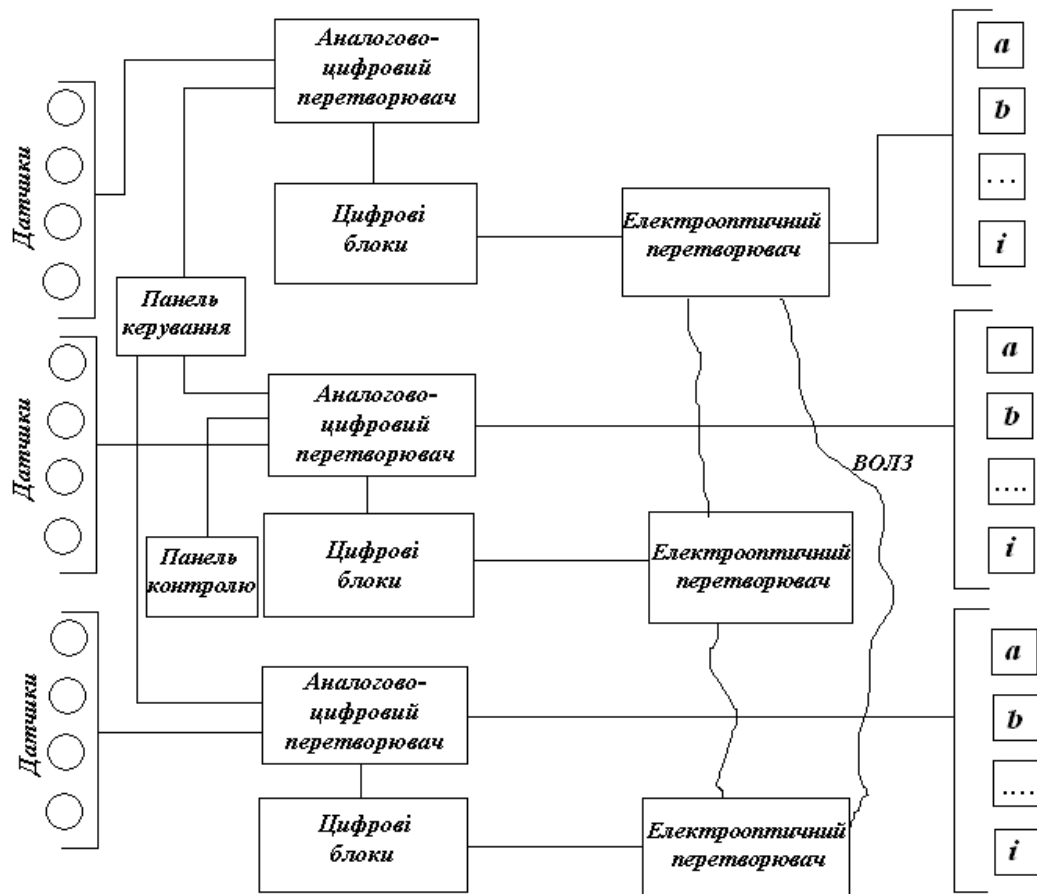 Аналогово-
цифровий
перетворювач
a
b
...
i
Датчики
Цифрові
блоки
Електрооптичний
перетворювач
Панель
керування
Аналогово-
цифровий
перетворювач
a
b
....
i
Датчики
ВОЛЗ
Панель
контролю
Цифрові
блоки
Електрооптичний
перетворювач
Аналогово-
цифровий
перетворювач
a
b
....
i
Датчики
Цифрові
блоки
Електрооптичний
перетворювач